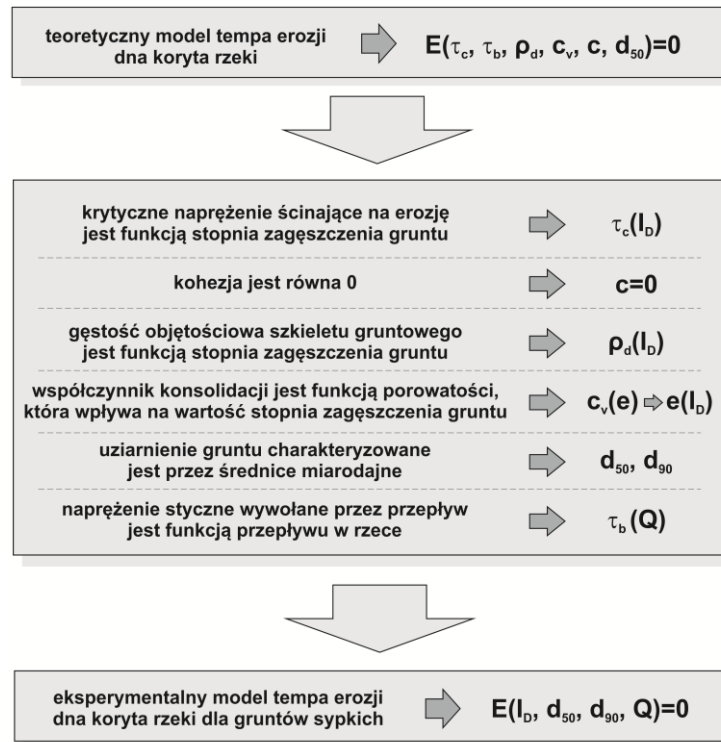 teoretyczny model tempa erozji
dna koryta rzeki
E(τc, τb, ρd, cv, c, d50)=0
krytyczne naprężenie ścinające na erozję
jest funkcją stopnia zagęszczenia gruntu
τc(ID)
kohezja jest równa 0
c=0
gęstość objętościowa szkieletu gruntowego
jest funkcją stopnia zagęszczenia gruntu
ρd(ID)
współczynnik konsolidacji jest funkcją porowatości,
która wpływa na wartość stopnia zagęszczenia gruntu
cv(e) ⇨ e(ID)
uziarnienie gruntu charakteryzowane
jest przez średnice miarodajne
d50, d90
naprężenie styczne wywołane przez przepływ
jest funkcją przepływu w rzece
τb(Q)
eksperymentalny model tempa erozji
dna koryta rzeki dla gruntów sypkich
E(ID, d50, d90, Q)=0